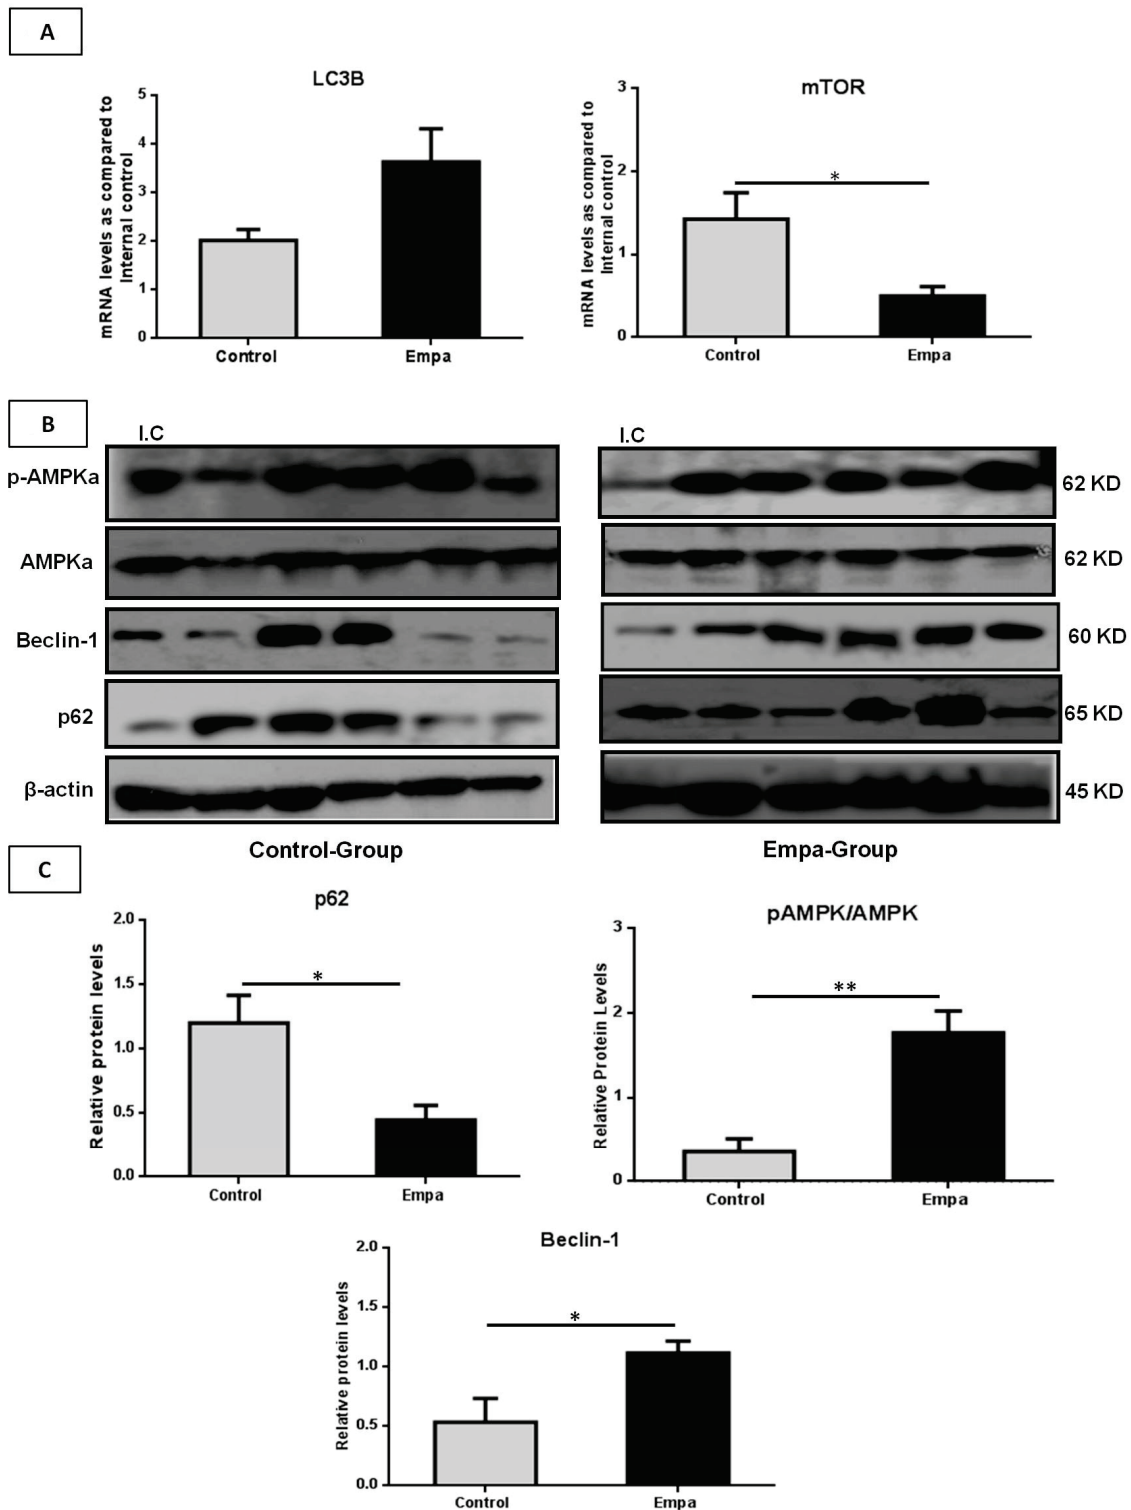 A
LC3B
mRNA levels as compared to
Internal control
5
4
3
2
1
0
Control
Empa
mTOR
mRNA levels as compared to
Internal control
3
2
1
0
*
Control
Empa
B
I.C
I.C
p-AMPKa
62 KD
AMPKa
62 KD
Beclin-1
60 KD
p62
65 KD
β-actin
45 KD
Control-Group
Empa-Group
C
p62
Relative protein levels
2.0
1.5
1.0
0.5
0.0
*
Control
Empa
pAMPK/AMPK
Relative Protein Levels
3
2
1
0
**
Control
Empa
Beclin-1
Relative protein levels
2.0
1.5
1.0
0.5
0.0
*
Control
Empa